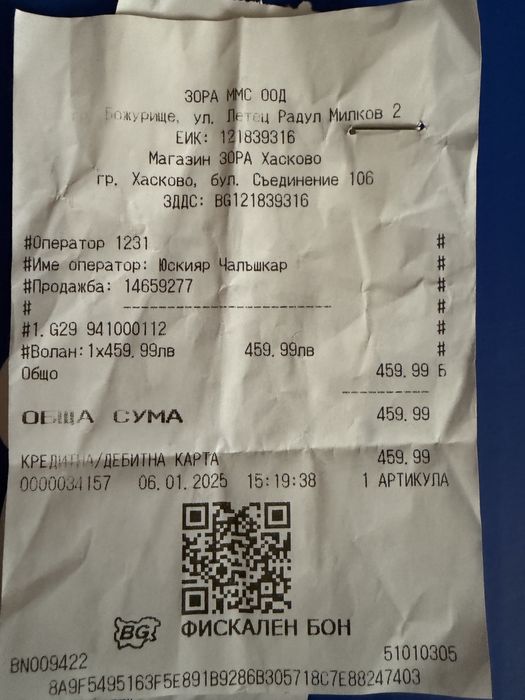 ЗОРА ММС ООД
Божурище, ул. Летец Радул Милков 2
ЕИК: 121839316
Магазин ЗОРА Хасково
гр. Хасково, бул. Съединение 106
ЗДДС: BG121839316
#Оператор 1231 #
#Име оператор: Юскияр Чалъшкар #
#Продажба: 14659277 #
# ------------------------ #
#1. G29 941000112 #
#Волан: 1x459.99лв 459.99лв #
Общо 459.99 Б
ОБЩА СУМА 459.99
КРЕДИТНА/ДЕБИТНА КАРТА 459.99
0000034157 06.01.2025 15:19:38 1 АРТИКУЛА
BG ФИСКАЛЕН БОН
BN009422 51010305
8A9F5495163F5E891B9286B305718C7E88247403